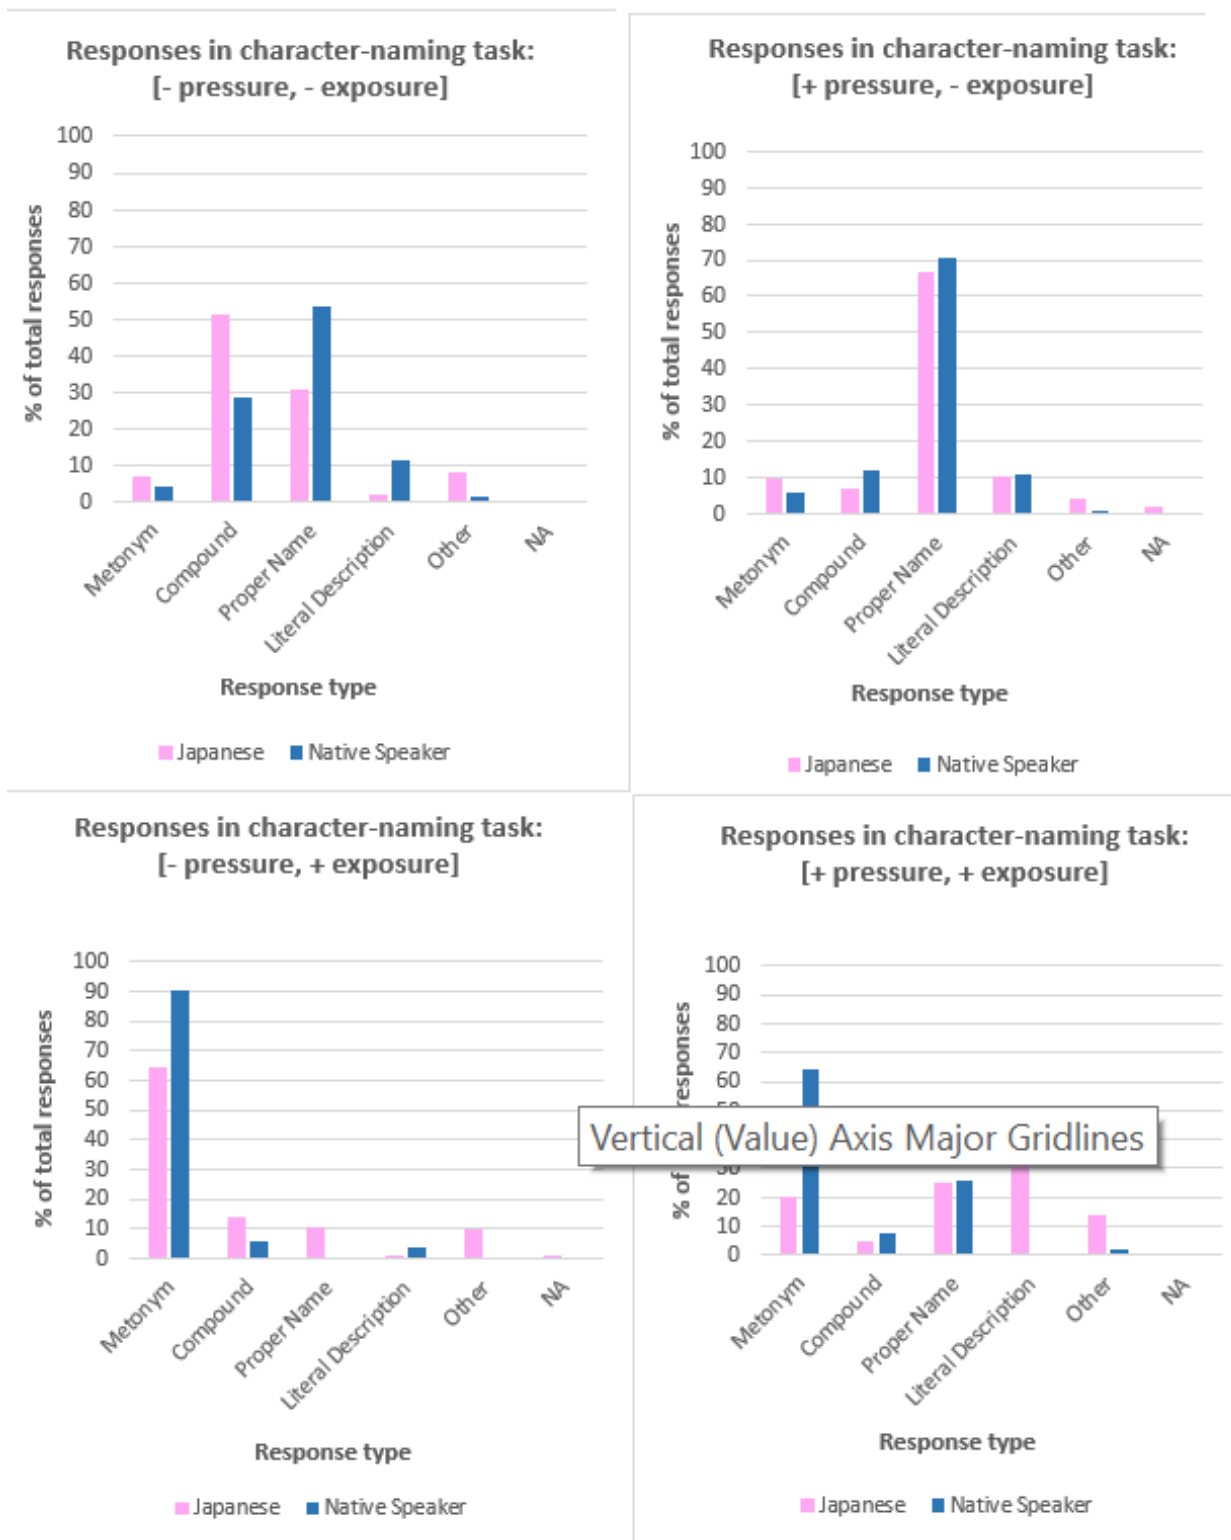 Responses in character-naming task:
[- pressure, - exposure]
% of total responses
100
90
80
70
60
50
40
30
20
10
0
Metonym
Compound
Proper Name
Literal Description
Other
NA
Response type
Japanese
Native Speaker
Responses in character-naming task:
[+ pressure, - exposure]
% of total responses
100
90
80
70
60
50
40
30
20
10
0
Metonym
Compound
Proper Name
Literal Description
Other
NA
Response type
Japanese
Native Speaker
Responses in character-naming task:
[- pressure, + exposure]
% of total responses
100
90
80
70
60
50
40
30
20
10
0
Metonym
Compound
Proper Name
Literal Description
Other
NA
Response type
Japanese
Native Speaker
Responses in character-naming task:
[+ pressure, + exposure]
% of responses
100
90
80
70
60
Vertical (Value) Axis Major Gridlines
20
10
0
Metonym
Compound
Proper Name
Literal Description
Other
NA
Response type
Japanese
Native Speaker